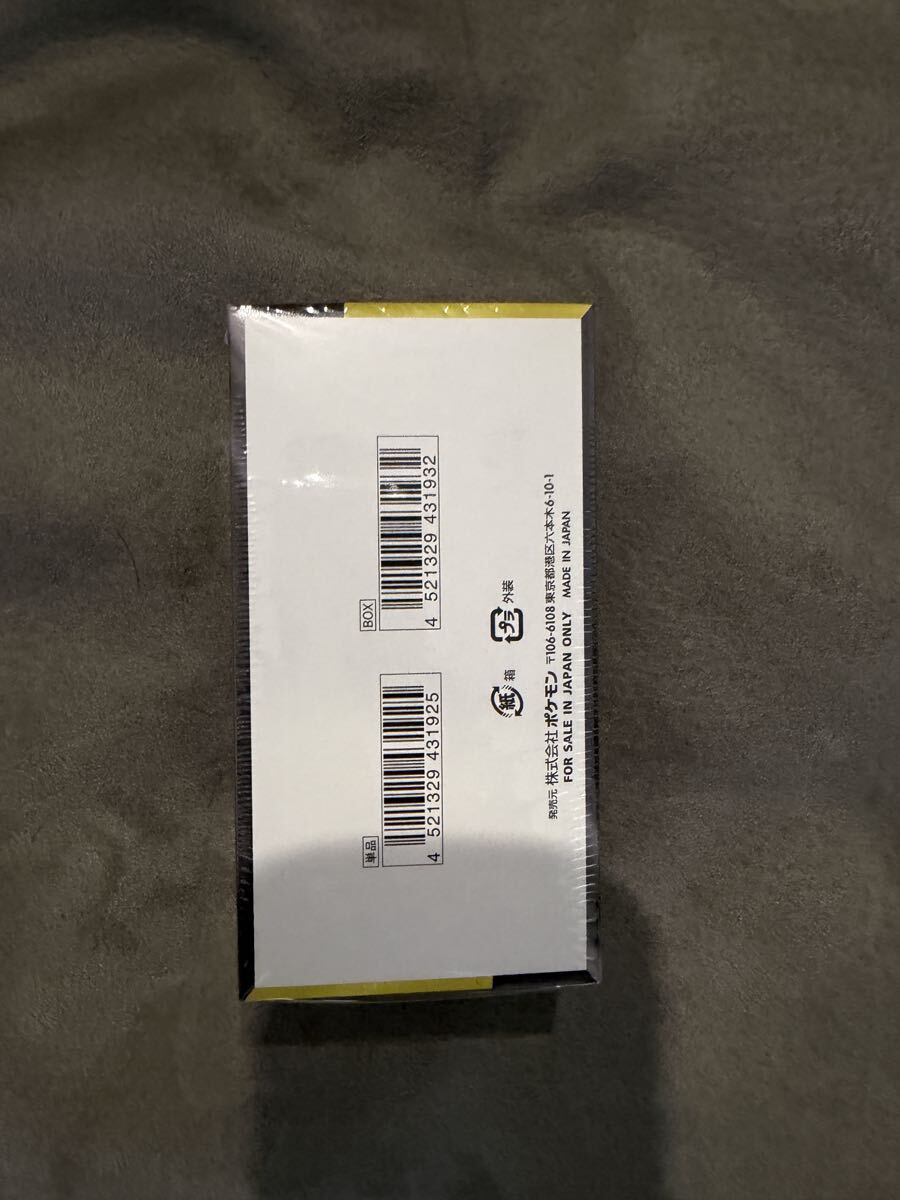 単品
4 521329 431925
BOX
4 521329 431932
紙 箱
プラ 外装
発売元 株式会社 ポケモン 〒106-6108 東京都港区六本木6-10-1
FOR SALE IN JAPAN ONLY MADE IN JAPAN